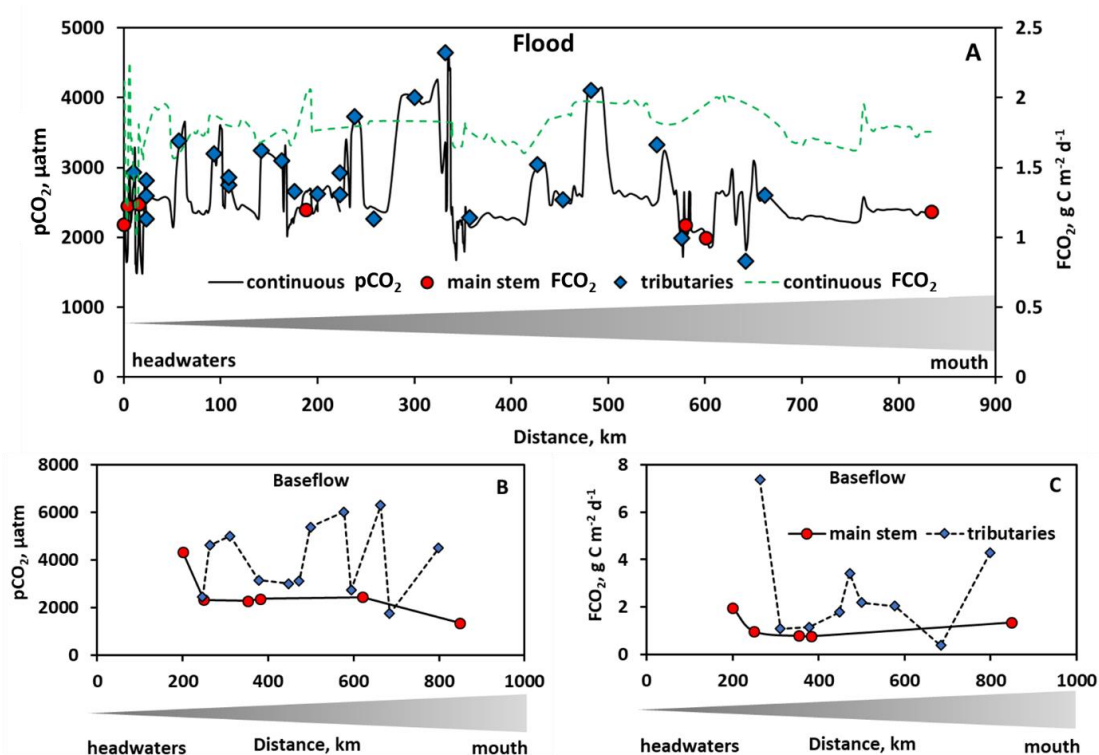 Flood
A
5000
4000
3000
2000
1000
0
pCO2, µatm
2.5
2
1.5
1
0.5
0
FCO2, g C m-2 d-1
continuous pCO2 main stem FCO2 tributaries continuous FCO2
headwaters mouth
0 100 200 300 400 500 600 700 800 900
Distance, km
Baseflow
B
8000
6000
4000
2000
0
pCO2, µatm
0 200 400 600 800 1000
headwaters Distance, km mouth
Baseflow
C
8
6
4
2
0
FCO2, g C m-2 d-1
main stem tributaries
0 200 400 600 800 1000
headwaters Distance, km mouth